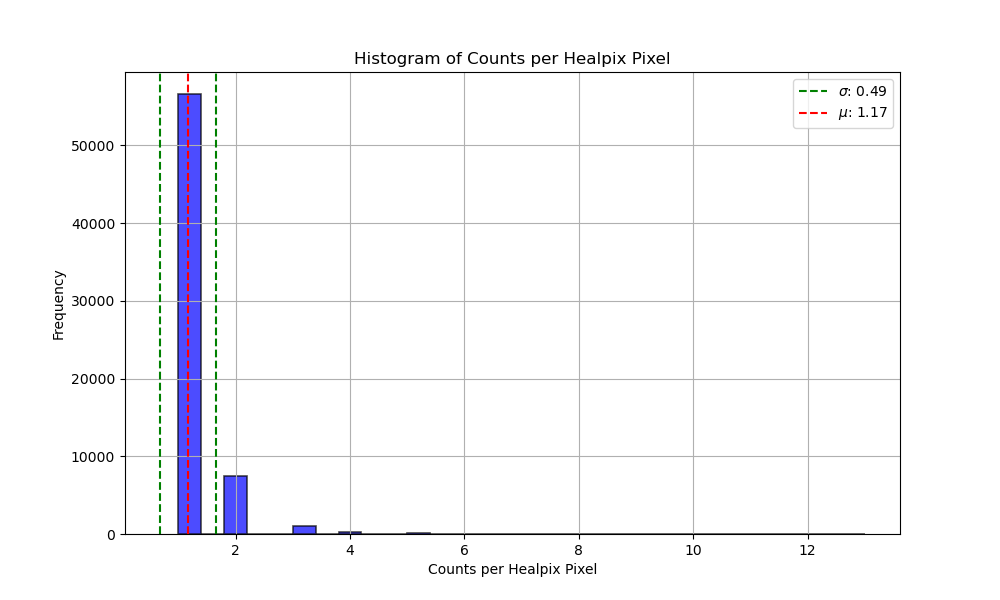 Histogram of Counts per Healpix Pixel
σ: 0.49
μ: 1.17
50000
40000
30000
20000
10000
0
Frequency
2 4 6 8 10 12
Counts per Healpix Pixel